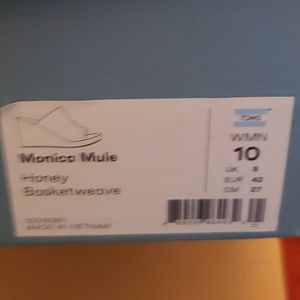 TOMS
Monica Mule
Honey
Basketweave
MADE IN VIETNAM
WMN
10
UK 8
EUR 42
CM 27